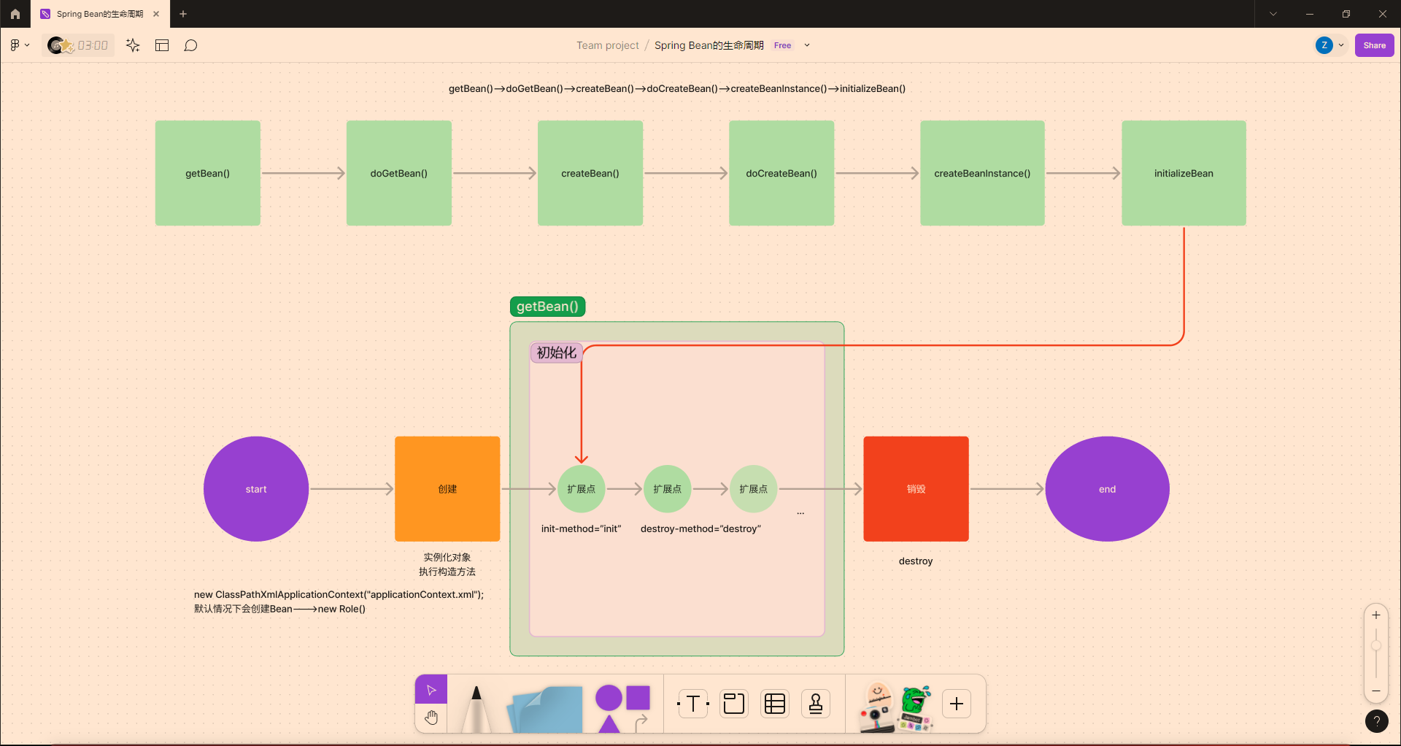 Spring Bean的生命周期
03:00
Team project / Spring Bean的生命周期 Free
Z
Share
getBean()→doGetBean()→createBean()→doCreateBean()→createBeanInstance()→initializeBean()
getBean()
doGetBean()
createBean()
doCreateBean()
createBeanInstance()
initializeBean
getBean()
初始化
start
创建
扩展点
扩展点
扩展点
销毁
end
...
init-method="init"
destroy-method="destroy"
实例化对象
执行构造方法
destroy
new ClassPathXmlApplicationContext("applicationContext.xml");
默认情况下会创建Bean--->new Role()
T
?